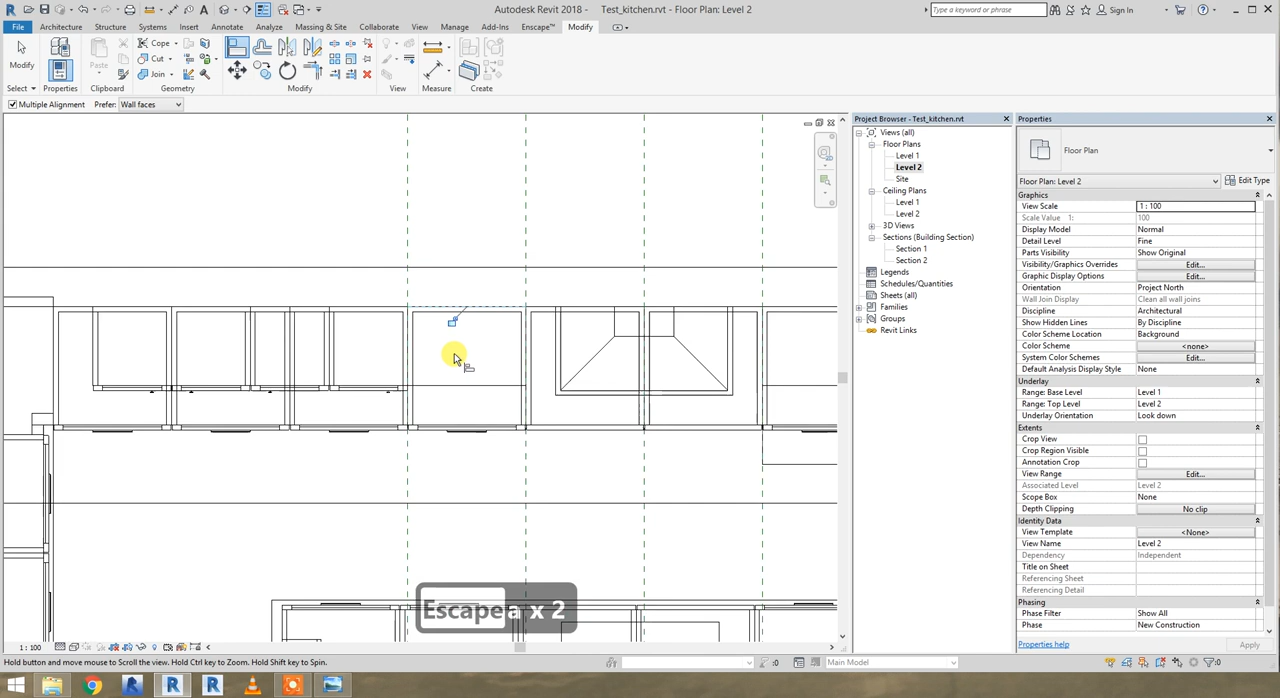 Autodesk Revit 2018 - Test_kitchen.rvt - Floor Plan: Level 2
Type a keyword or phrase
Sign In
File Architecture Structure Systems Insert Annotate Analyze Massing & Site Collaborate View Manage Add-Ins Enscape™ Modify
Modify
Properties
Paste
Cope
Cut
Join
Select Properties Clipboard Geometry Modify View Measure Create
Multiple Alignment Prefer: Wall faces
Project Browser - Test_kitchen.rvt
Views (all)
Floor Plans
Level 1
Level 2
Site
Ceiling Plans
Level 1
Level 2
3D Views
Sections (Building Section)
Section 1
Section 2
Legends
Schedules/Quantities
Sheets (all)
Families
Groups
Revit Links
Properties
Floor Plan
Floor Plan: Level 2 Edit Type
Graphics
View Scale 1 : 100
Scale Value 1: 100
Display Model Normal
Detail Level Fine
Parts Visibility Show Original
Visibility/Graphics Overrides Edit...
Graphic Display Options Edit...
Orientation Project North
Wall Join Display Clean all wall joins
Discipline Architectural
Show Hidden Lines By Discipline
Color Scheme Location Background
Color Scheme <none>
System Color Schemes Edit...
Default Analysis Display Style None
Underlay
Range: Base Level Level 1
Range: Top Level Level 2
Underlay Orientation Look down
Extents
Crop View
Crop Region Visible
Annotation Crop
View Range Edit...
Associated Level Level 2
Scope Box None
Depth Clipping No clip
Identity Data
View Template <None>
View Name Level 2
Dependency Independent
Title on Sheet
Referencing Sheet
Referencing Detail
Phasing
Phase Filter Show All
Phase New Construction
Properties help Apply
Escape a x 2
1 : 100
Hold button and move mouse to Scroll the view. Hold Ctrl key to Zoom. Hold Shift key to Spin.
:0 Main Model :0